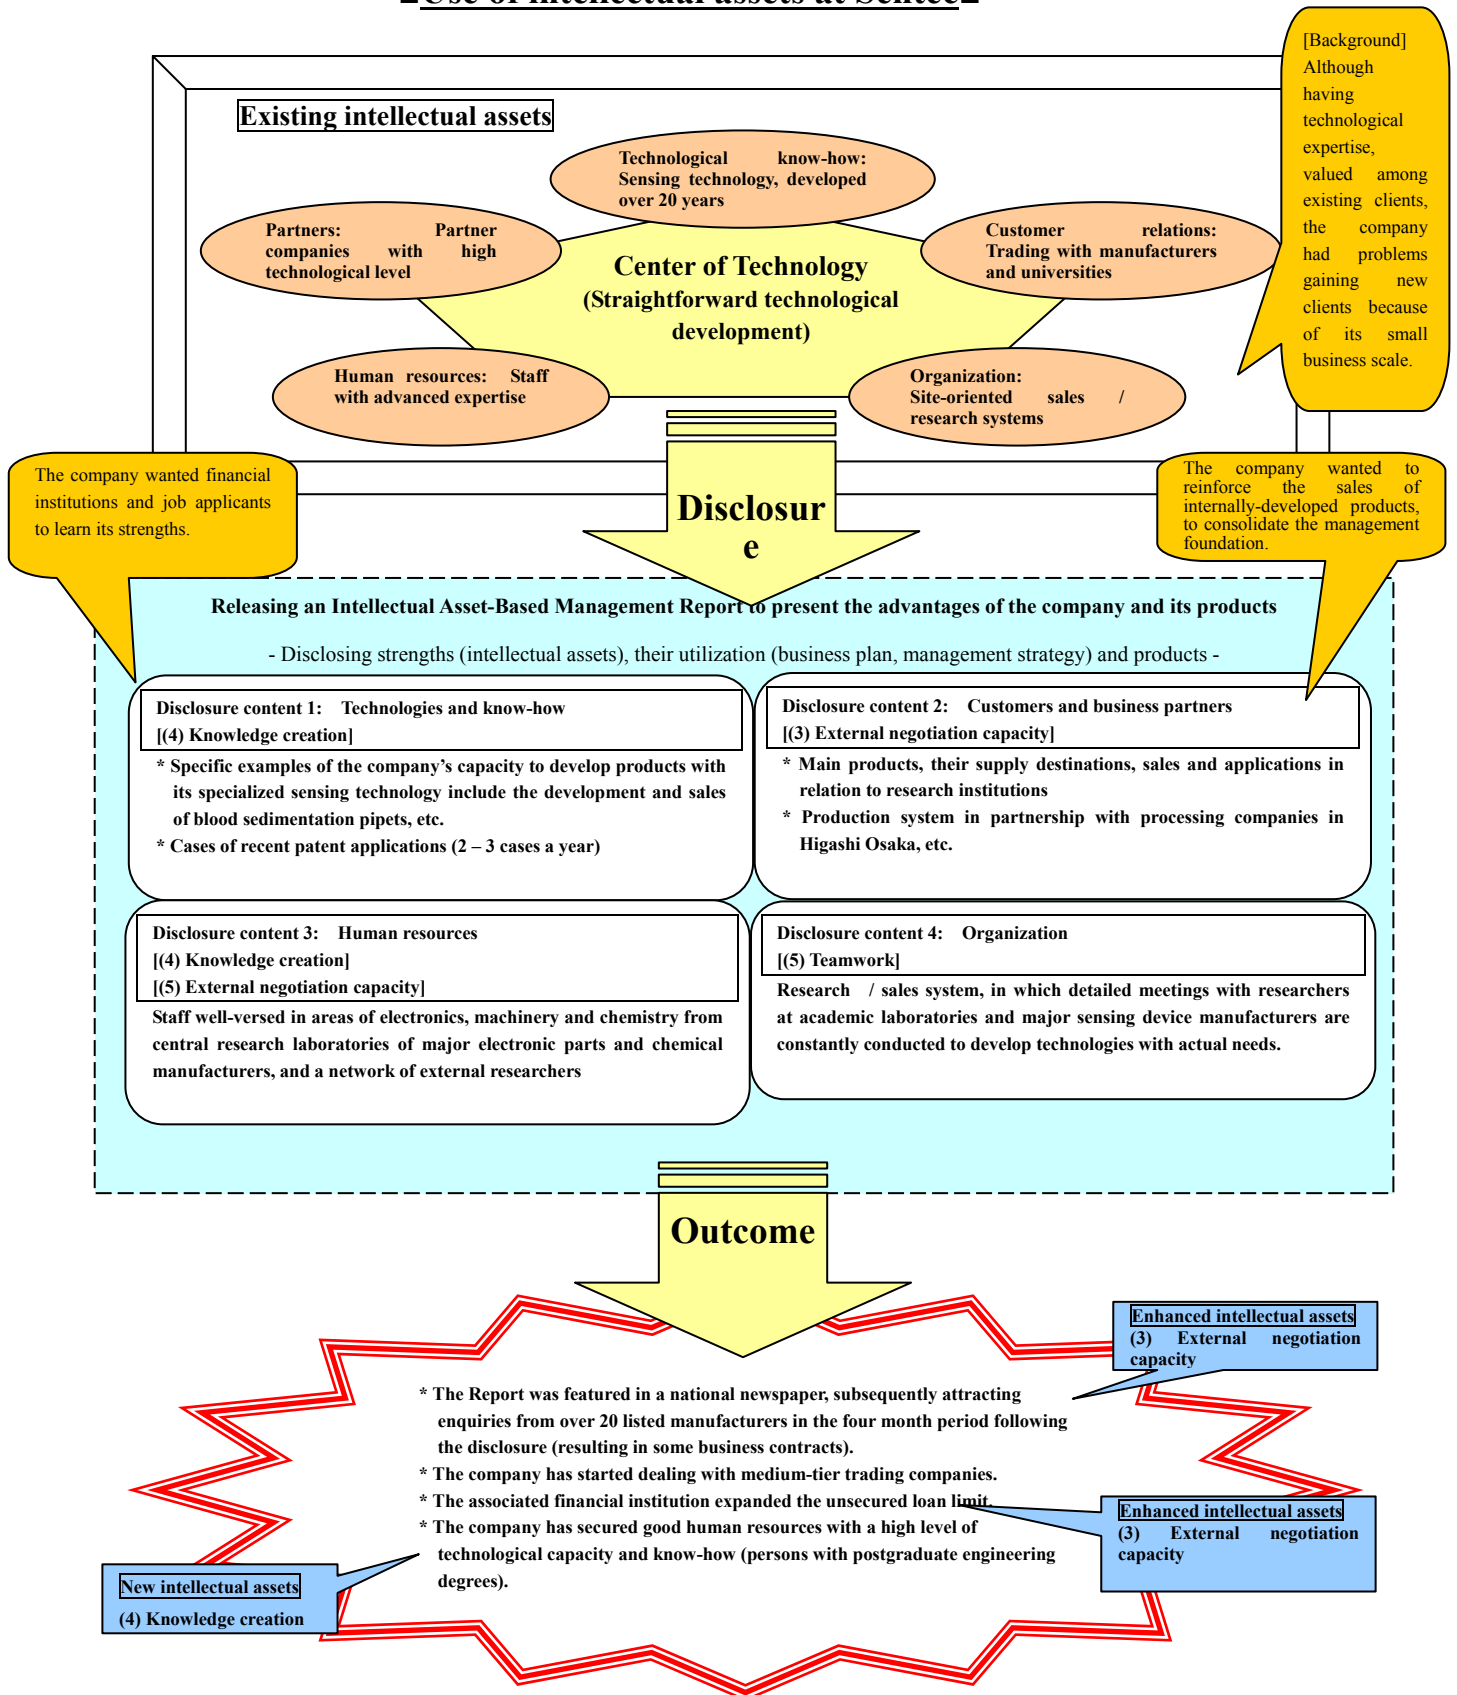 Use of intellectual assets at Sentec
[Background]
Although
having
technological
expertise,
valued among
existing clients,
the company
had problems
gaining new
clients because
of its small
business scale.
Existing intellectual assets
Technological know-how:
Sensing technology, developed
over 20 years
Partners: Partner
companies with high
technological level
Customer relations:
Trading with manufacturers
and universities
Center of Technology
(Straightforward technological
development)
Human resources: Staff
with advanced expertise
Organization:
Site-oriented sales /
research systems
The company wanted financial
institutions and job applicants
to learn its strengths.
Disclosur
e
The company wanted to
reinforce the sales of
internally-developed products,
to consolidate the management
foundation.
Releasing an Intellectual Asset-Based Management Report to present the advantages of the company and its products
- Disclosing strengths (intellectual assets), their utilization (business plan, management strategy) and products -
Disclosure content 1: Technologies and know-how
[(4) Knowledge creation]
* Specific examples of the company's capacity to develop products with
its specialized sensing technology include the development and sales
of blood sedimentation pipets, etc.
* Cases of recent patent applications (2 – 3 cases a year)
Disclosure content 2: Customers and business partners
[(3) External negotiation capacity]
* Main products, their supply destinations, sales and applications in
relation to research institutions
* Production system in partnership with processing companies in
Higashi Osaka, etc.
Disclosure content 3: Human resources
[(4) Knowledge creation]
[(5) External negotiation capacity]
Staff well-versed in areas of electronics, machinery and chemistry from
central research laboratories of major electronic parts and chemical
manufacturers, and a network of external researchers
Disclosure content 4: Organization
[(5) Teamwork]
Research / sales system, in which detailed meetings with researchers
at academic laboratories and major sensing device manufacturers are
constantly conducted to develop technologies with actual needs.
Outcome
Enhanced intellectual assets
(3) External negotiation
capacity
* The Report was featured in a national newspaper, subsequently attracting
enquiries from over 20 listed manufacturers in the four month period following
the disclosure (resulting in some business contracts).
* The company has started dealing with medium-tier trading companies.
* The associated financial institution expanded the unsecured loan limit.
* The company has secured good human resources with a high level of
technological capacity and know-how (persons with postgraduate engineering
degrees).
Enhanced intellectual assets
(3) External negotiation
capacity
New intellectual assets
(4) Knowledge creation